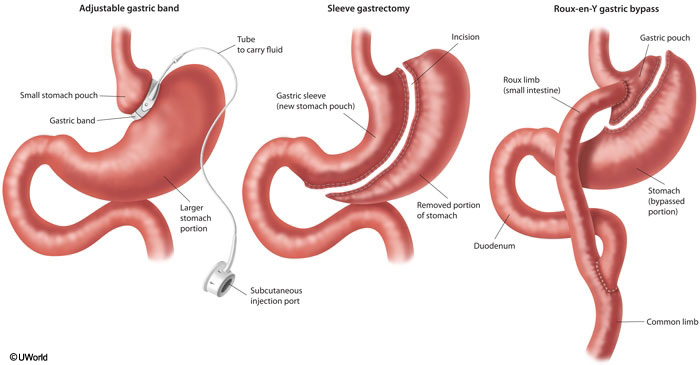 Adjustable gastric band
Tube
to carry fluid
Small stomach pouch
Gastric band
Larger
stomach
portion
Subcutaneous
injection port
Sleeve gastrectomy
Incision
Gastric sleeve
(new stomach pouch)
Removed portion
of stomach
Roux-en-Y gastric bypass
Gastric pouch
Roux limb
(small intestine)
Stomach
(bypassed
portion)
Duodenum
Common limb
©UWorld